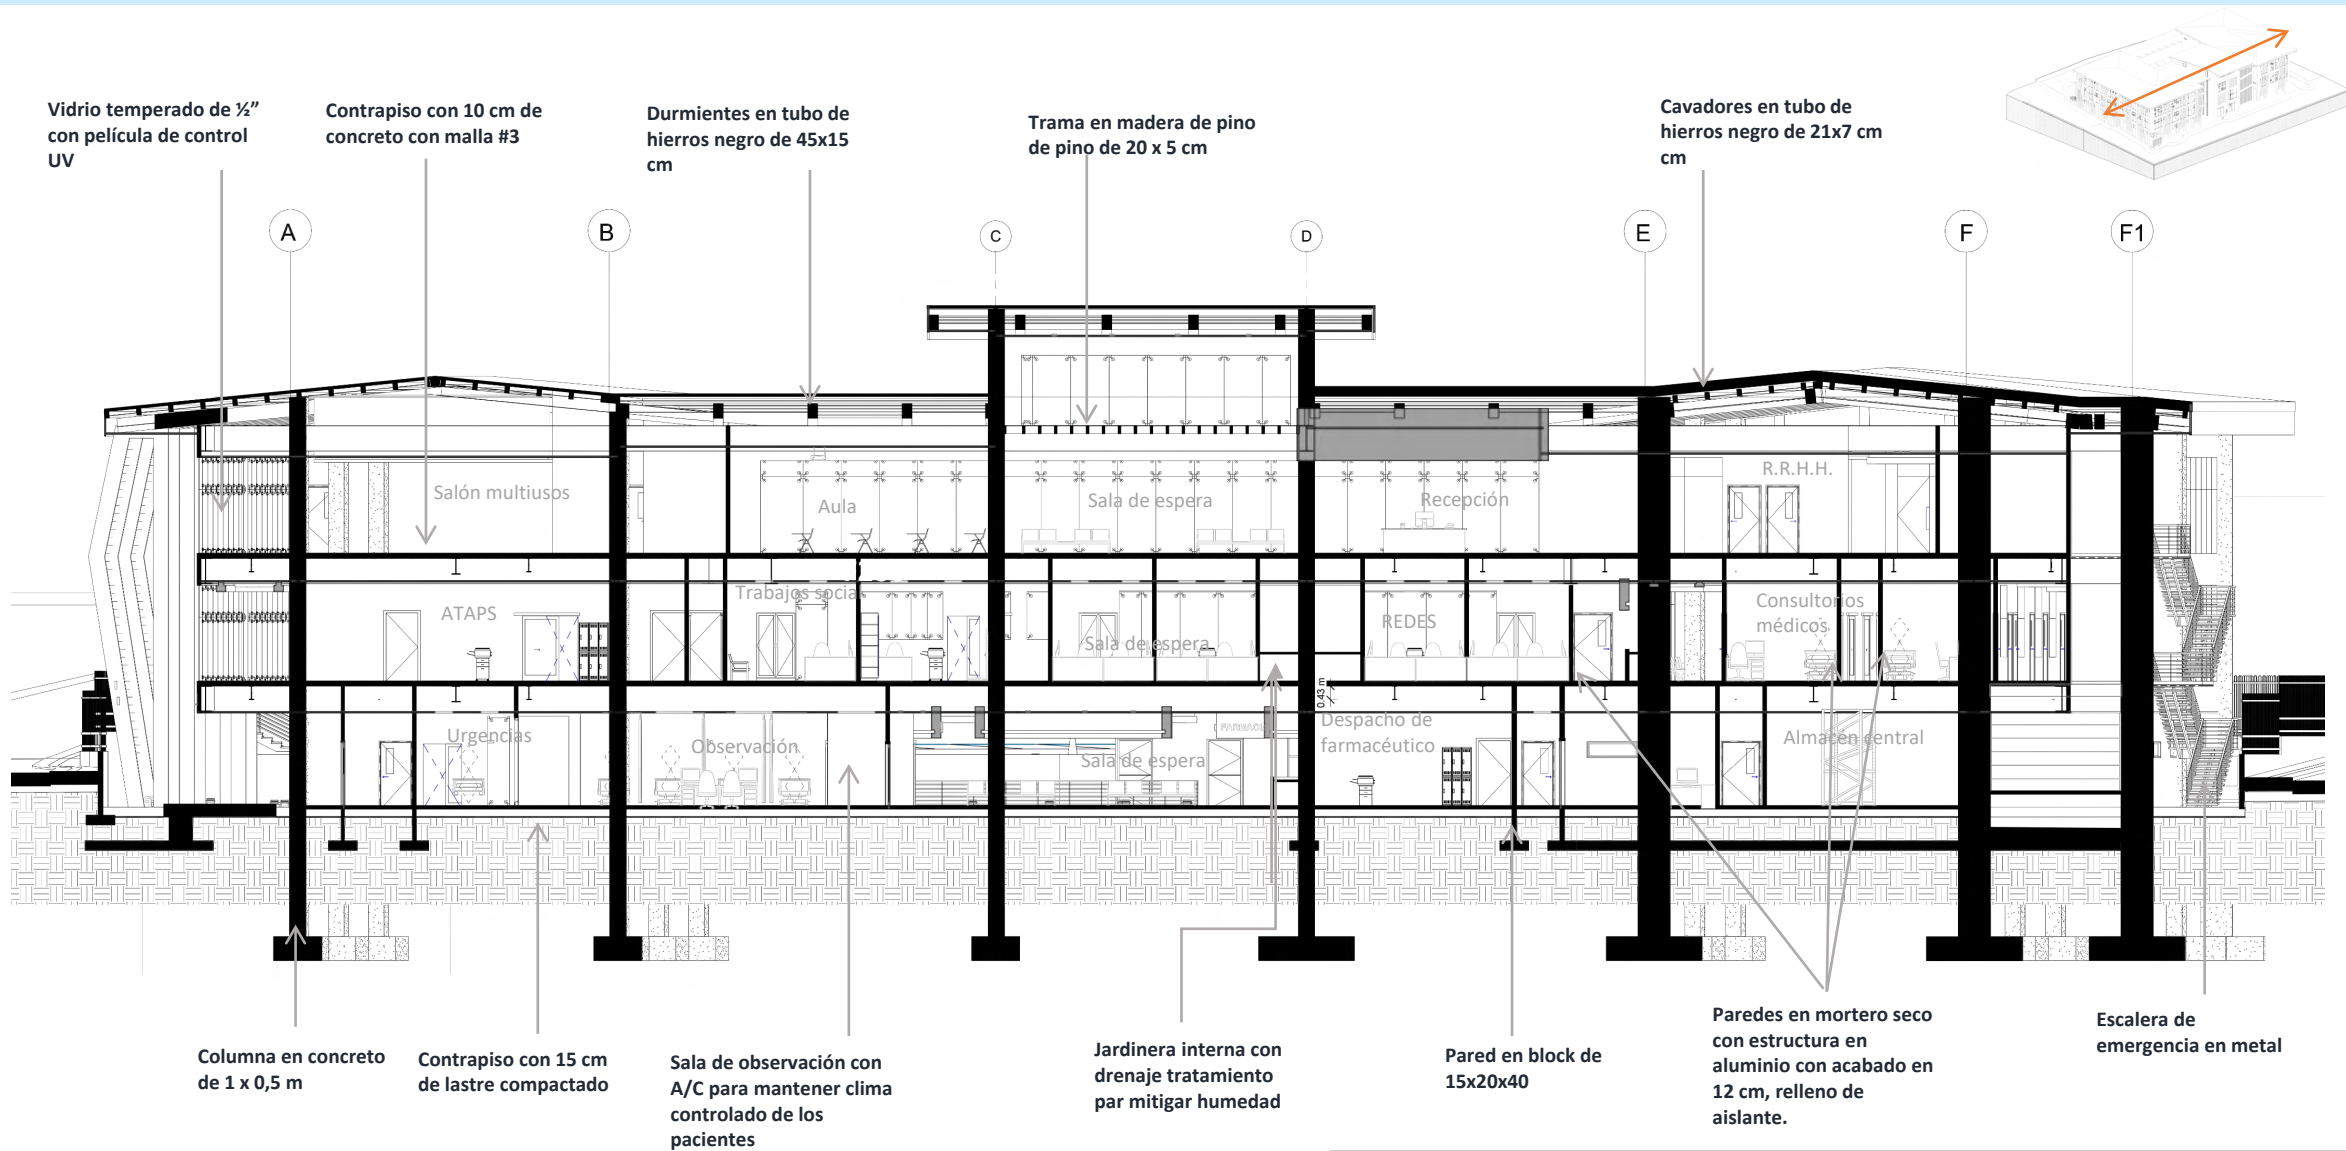 Vidrio temperado de ½”
con película de control
UV
Contrapiso con 10 cm de
concreto con malla #3
Durmientes en tubo de
hierros negro de 45x15
cm
Trama en madera de pino
de pino de 20 x 5 cm
Cavadores en tubo de
hierros negro de 21x7 cm
cm
A
B
C
D
E
F
F1
Salón multiusos
Aula
Sala de espera
Recepción
R.R.H.H.
ATAPS
Trabajos social
Sala de espera
REDES
Consultorios
médicos
0.43 m
Urgencias
Observación
Sala de espera
Despacho de
farmacéutico
Almacén central
Columna en concreto
de 1 x 0,5 m
Contrapiso con 15 cm
de lastre compactado
Sala de observación con
A/C para mantener clima
controlado de los
pacientes
Jardinera interna con
drenaje tratamiento
par mitigar humedad
Pared en block de
15x20x40
Paredes en mortero seco
con estructura en
aluminio con acabado en
12 cm, relleno de
aislante.
Escalera de
emergencia en metal